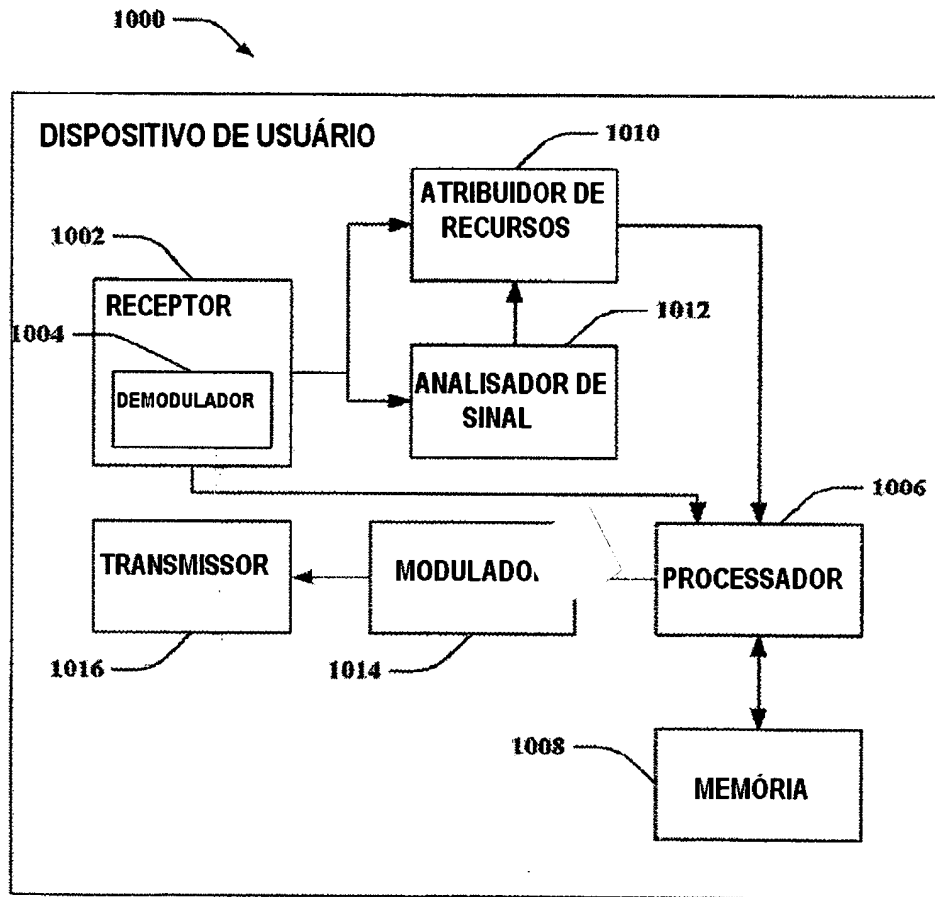 1000
DISPOSITIVO DE USUÁRIO
1010
ATRIBUIDOR DE
RECURSOS
1002
RECEPTOR
1004
DEMODULADOR
1012
ANALISADOR DE
SINAL
1006
TRANSMISSOR
PROCESSADOR
1016
1014
1008
MEMÓRIA